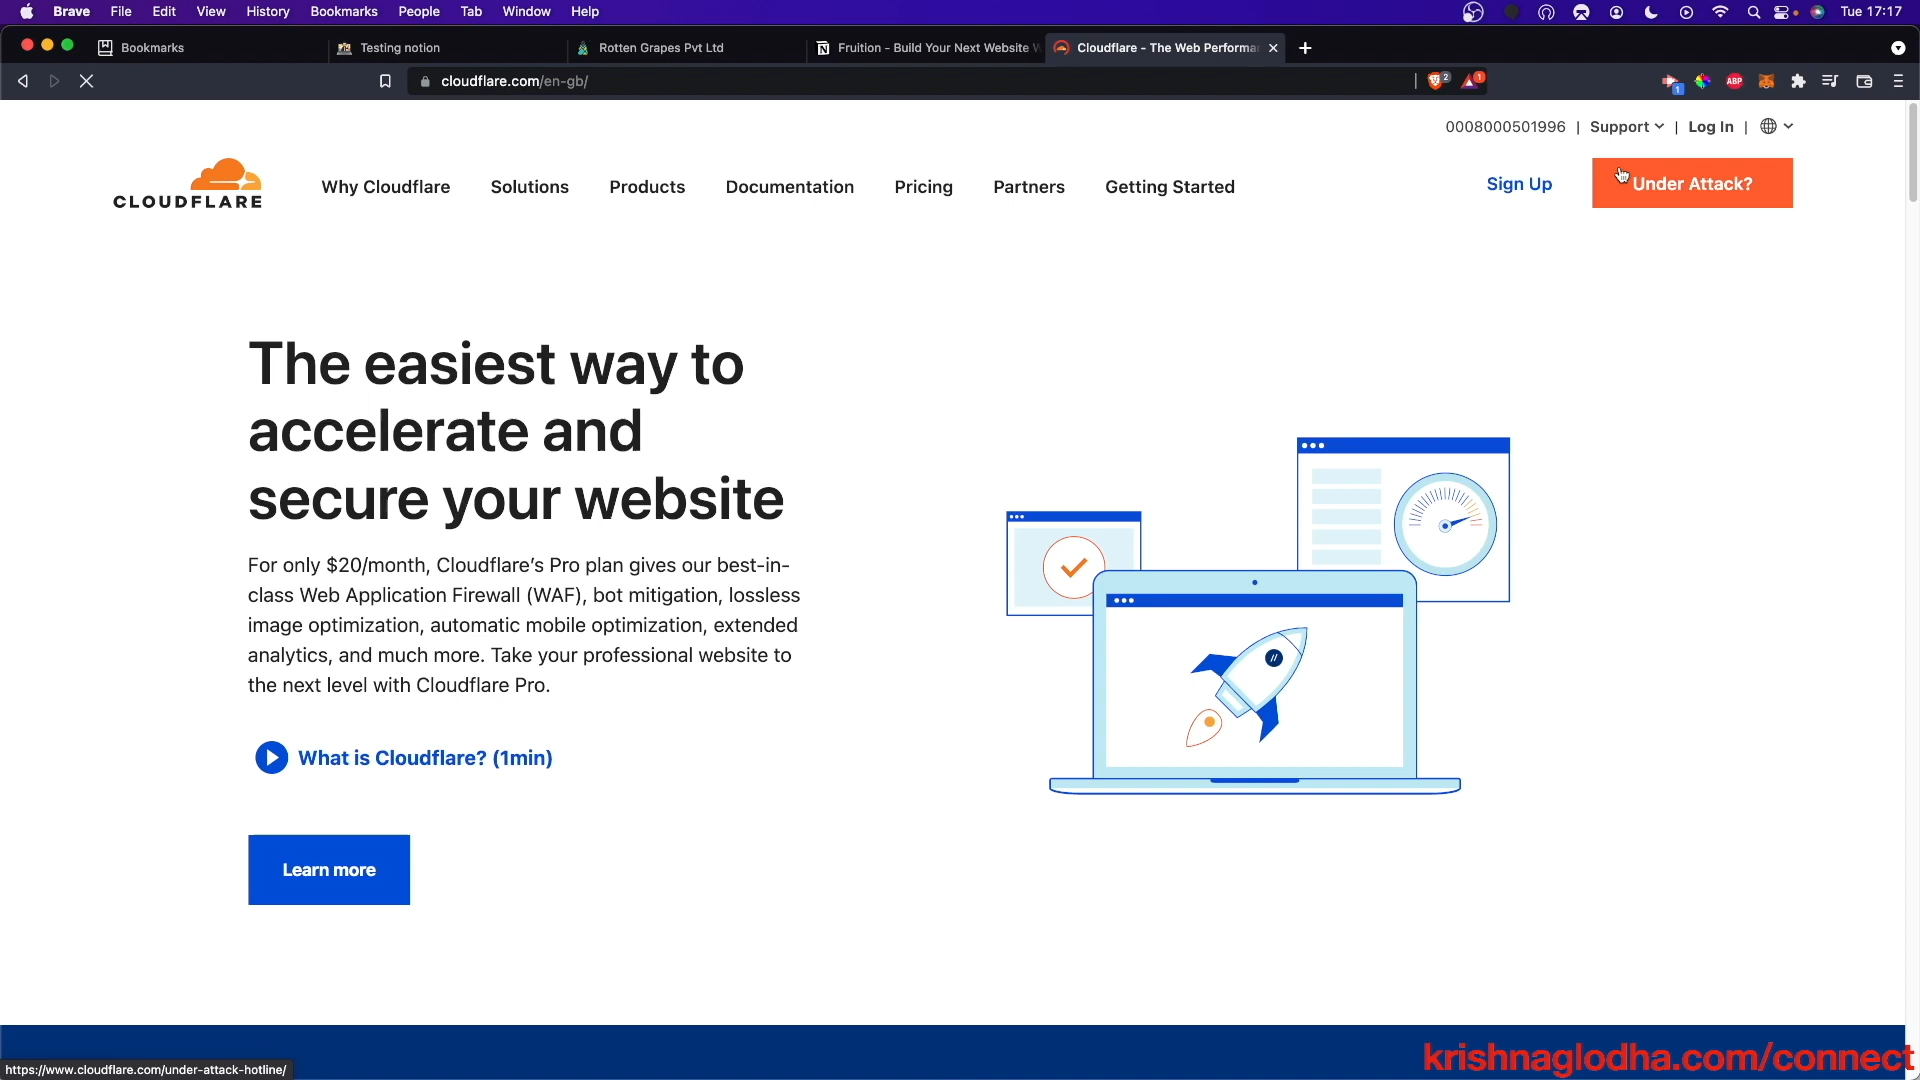 Brave File Edit View History Bookmarks People Tab Window Help Tue 17:17
Bookmarks Testing notion Rotten Grapes Pvt Ltd Fruition - Build Your Next Website W Cloudflare - The Web Performa
cloudflare.com/en-gb/ 2 1 1 ABP
0008000501996 | Support | Log In |
CLOUDFLARE Why Cloudflare Solutions Products Documentation Pricing Partners Getting Started Sign Up Under Attack?
The easiest way to
accelerate and
secure your website
For only $20/month, Cloudflare’s Pro plan gives our best-in-
class Web Application Firewall (WAF), bot mitigation, lossless
image optimization, automatic mobile optimization, extended
analytics, and much more. Take your professional website to
the next level with Cloudflare Pro.
What is Cloudflare? (1min)
Learn more
krishnaglodha.com/connect
https://www.cloudflare.com/under-attack-hotline/